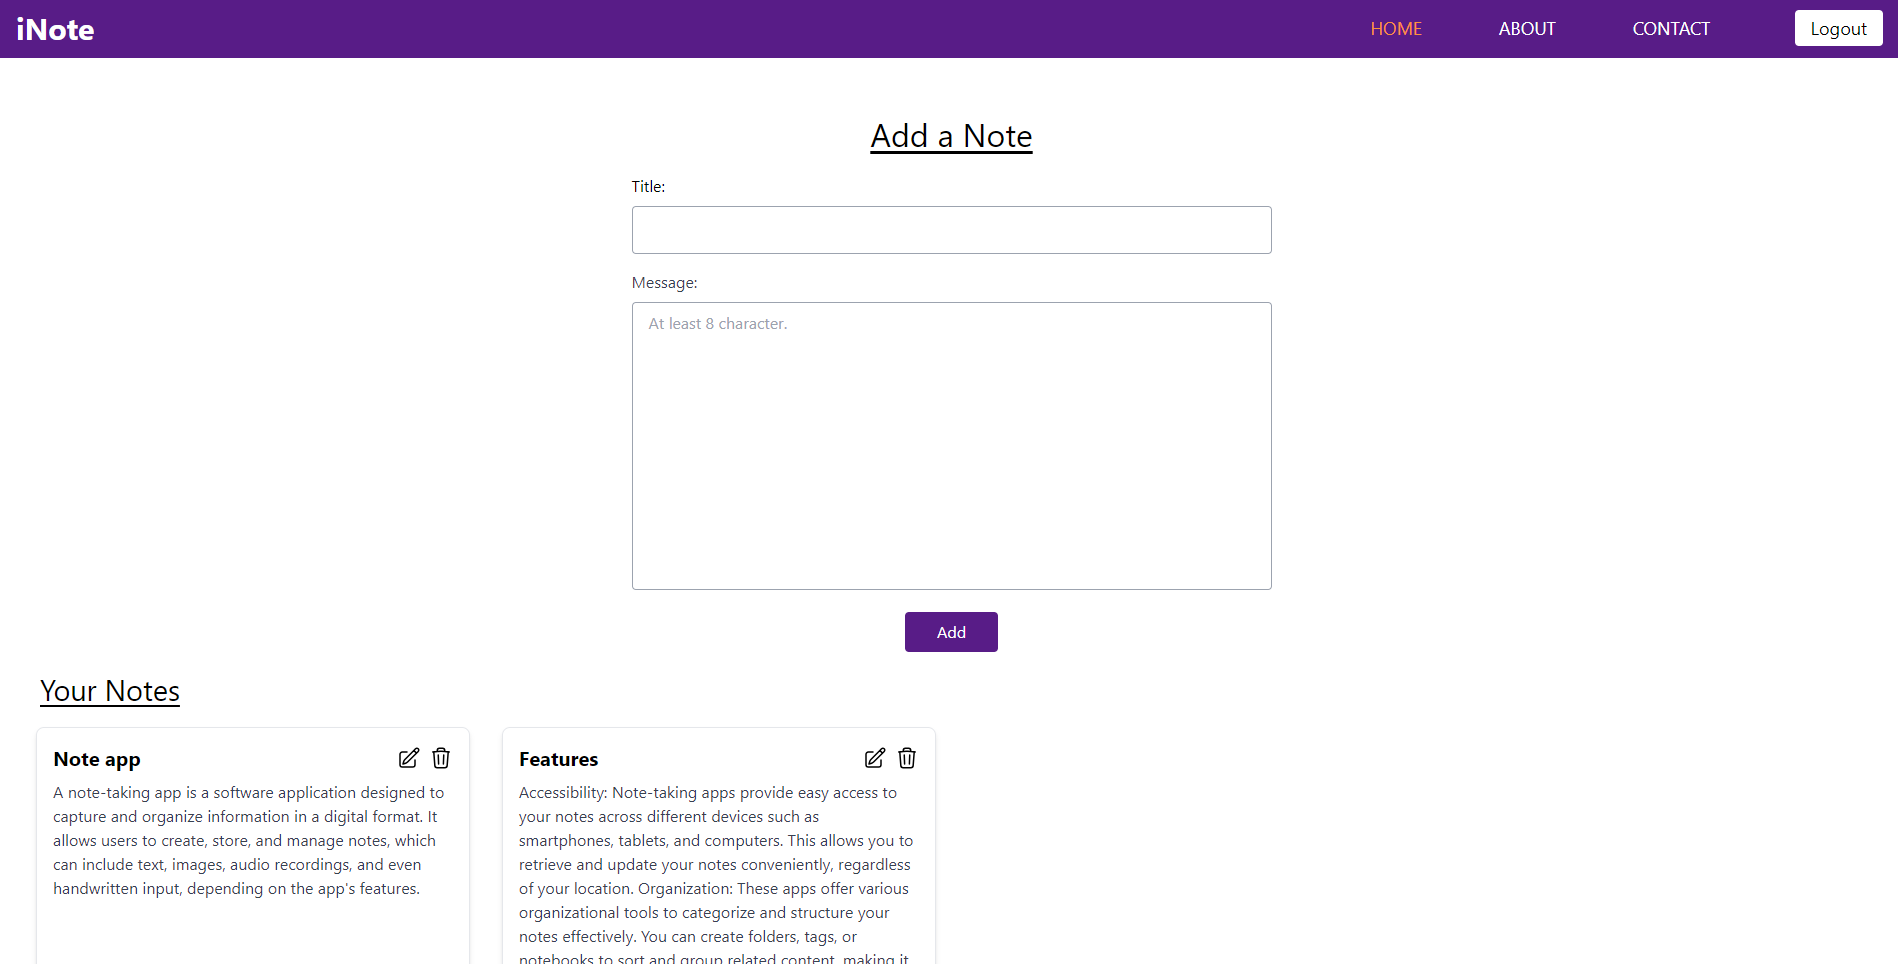 iNote
HOME
ABOUT
CONTACT
Logout
Add a Note
Title:
Message:
At least 8 character.
Add
Your Notes
Note app
A note-taking app is a software application designed to
capture and organize information in a digital format. It
allows users to create, store, and manage notes, which
can include text, images, audio recordings, and even
handwritten input, depending on the app's features.
Features
Accessibility: Note-taking apps provide easy access to
your notes across different devices such as
smartphones, tablets, and computers. This allows you to
retrieve and update your notes conveniently, regardless
of your location. Organization: These apps offer various
organizational tools to categorize and structure your
notes effectively. You can create folders, tags, or
notebooks to sort and group related content, making it